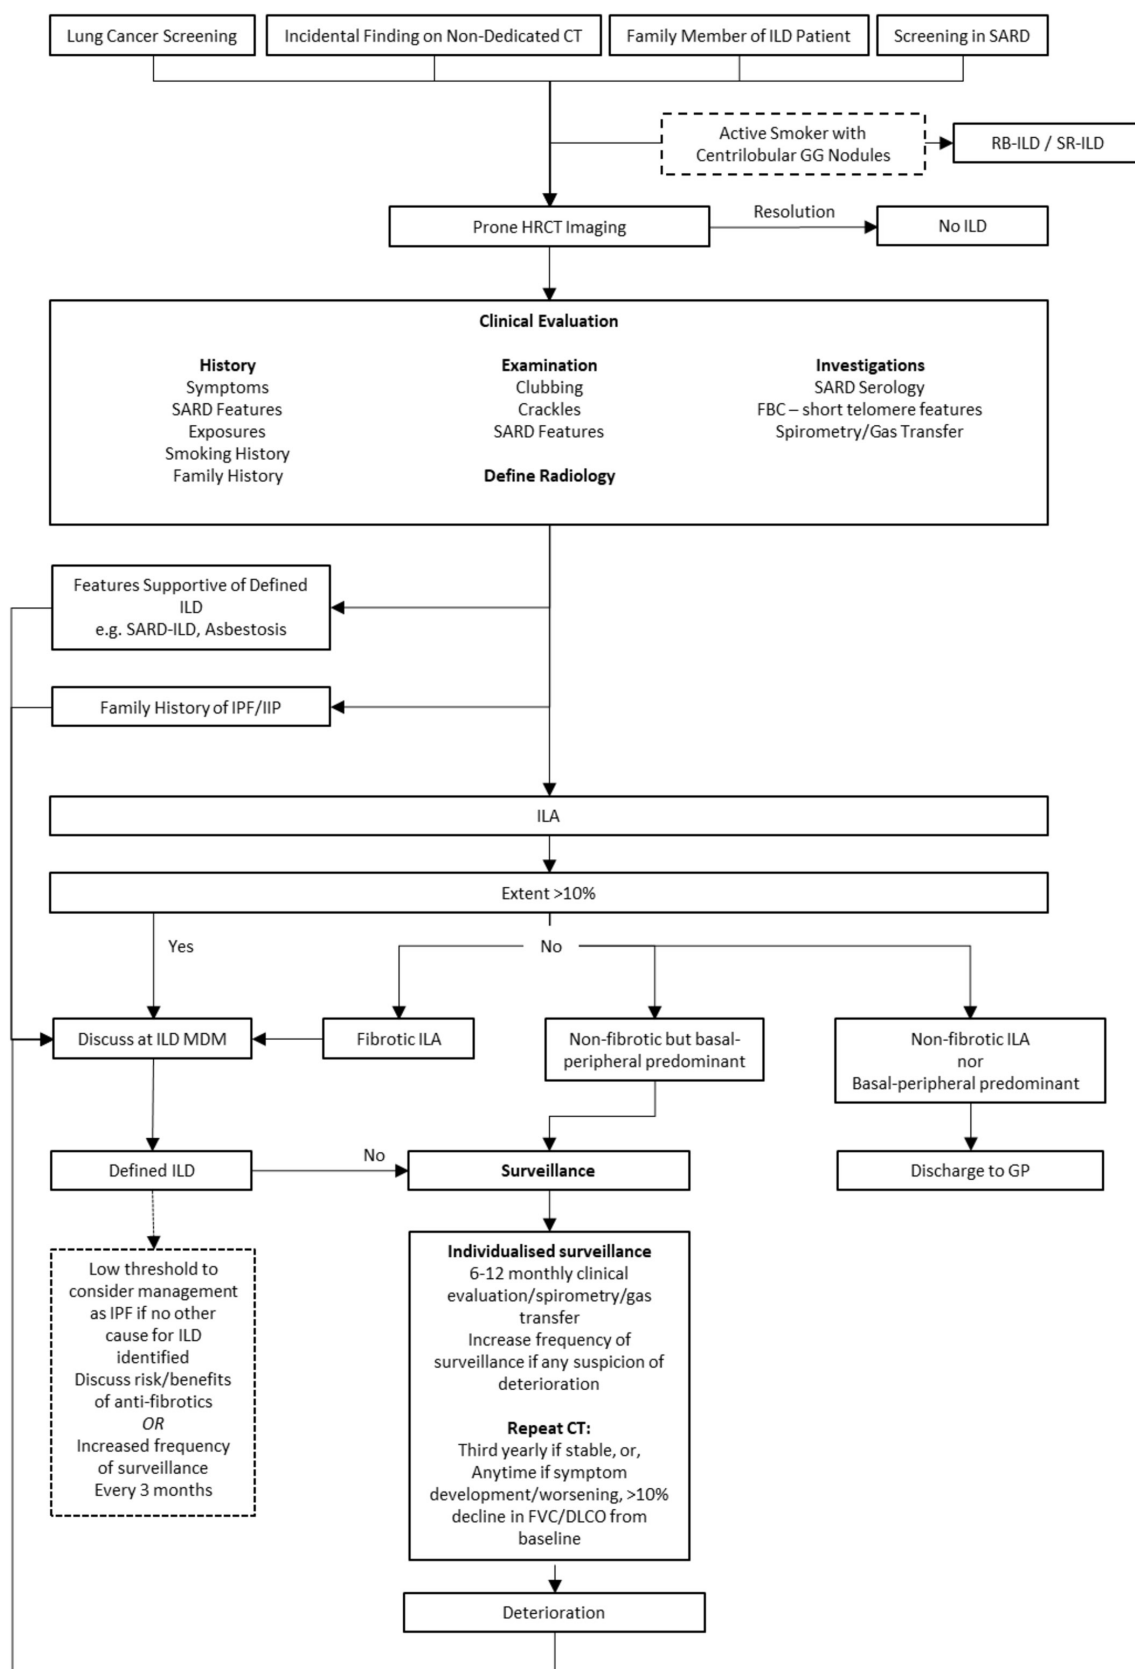 Lung Cancer Screening
Incidental Finding on Non-Dedicated CT
Family Member of ILD Patient
Screening in SARD
Active Smoker with
Centrilobular GG Nodules
RB-ILD / SR-ILD
Prone HRCT Imaging
Resolution
No ILD
Clinical Evaluation
History
Symptoms
SARD Features
Exposures
Smoking History
Family History
Examination
Clubbing
Crackles
SARD Features
Define Radiology
Investigations
SARD Serology
FBC – short telomere features
Spirometry/Gas Transfer
Features Supportive of Defined
ILD
e.g. SARD-ILD, Asbestosis
Family History of IPF/IIP
ILA
Extent >10%
Yes
No
Discuss at ILD MDM
Fibrotic ILA
Non-fibrotic but basal-
peripheral predominant
Non-fibrotic ILA
nor
Basal-peripheral predominant
Defined ILD
No
Surveillance
Discharge to GP
Low threshold to
consider management
as IPF if no other
cause for ILD
identified
Discuss risk/benefits
of anti-fibrotics
OR
Increased frequency
of surveillance
Every 3 months
Individualised surveillance
6-12 monthly clinical
evaluation/spirometry/gas
transfer
Increase frequency of
surveillance if any suspicion of
deterioration
Repeat CT:
Third yearly if stable, or,
Anytime if symptom
development/worsening, >10%
decline in FVC/DLCO from
baseline
Deterioration